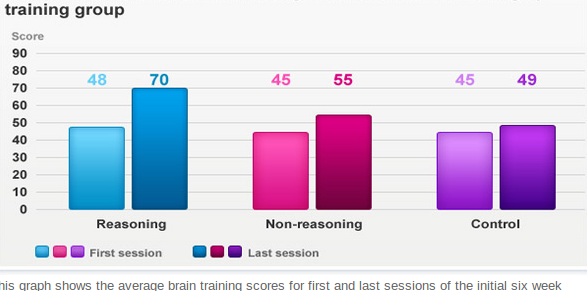 training group
Score
90
80
70
60
50
40
30
20
10
0
48 70 45 55 45 49
Reasoning Non-reasoning Control
First session Last session
his graph shows the average brain training scores for first and last sessions of the initial six week